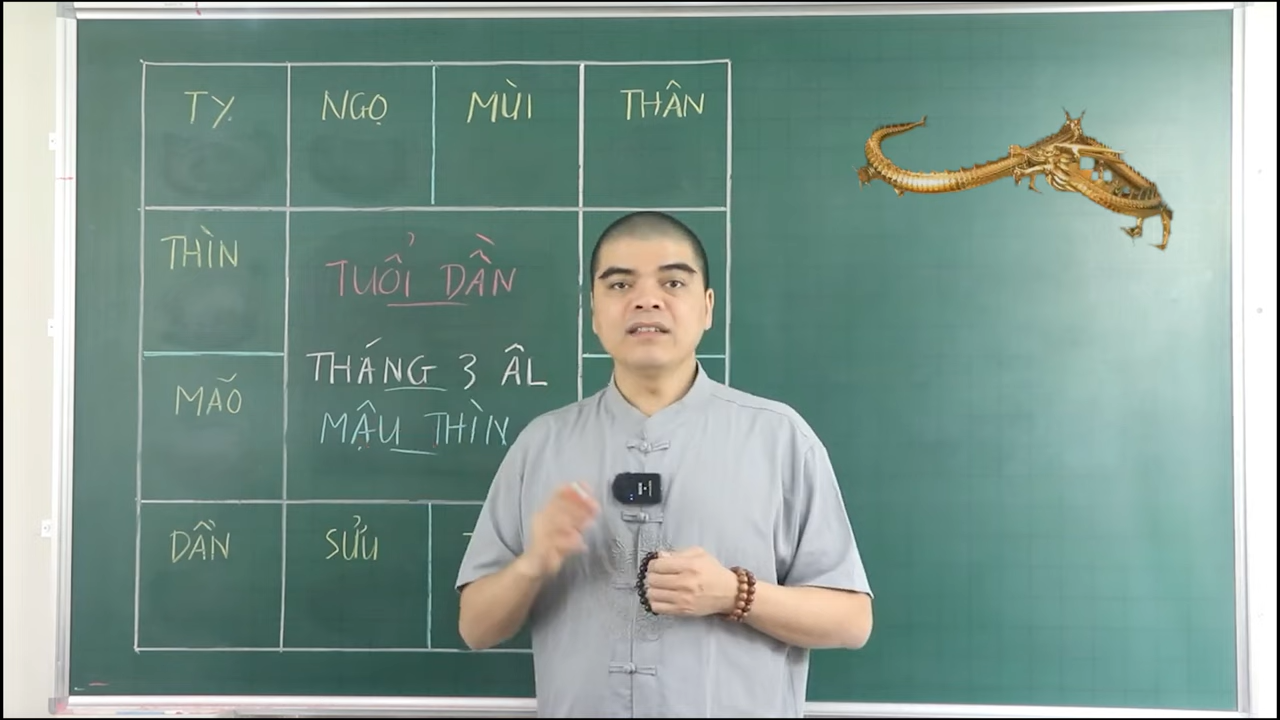 TỴ NGỌ MÙI THÂN
THÌN
TUỔI DẦN
THÁNG 3 ÂL
MÃO
MẬU THÌN
DẦN SỬU